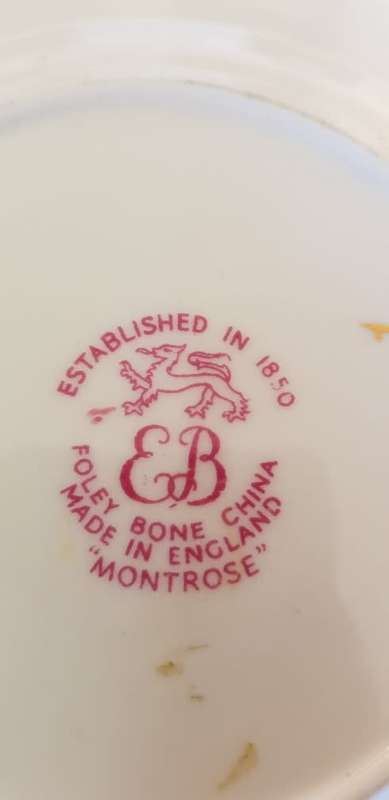 ESTABLISHED IN 1850
EB
FOLEY BONE CHINA
MADE IN ENGLAND
"MONTROSE"